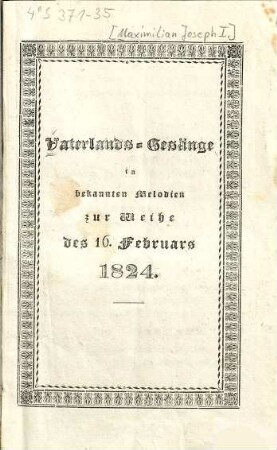 4° S 371-35
[Maximilian Joseph I.]
Vaterlands=Gesänge
in
bekannten Melodien
zur Weihe
des 16. Februars
1824.